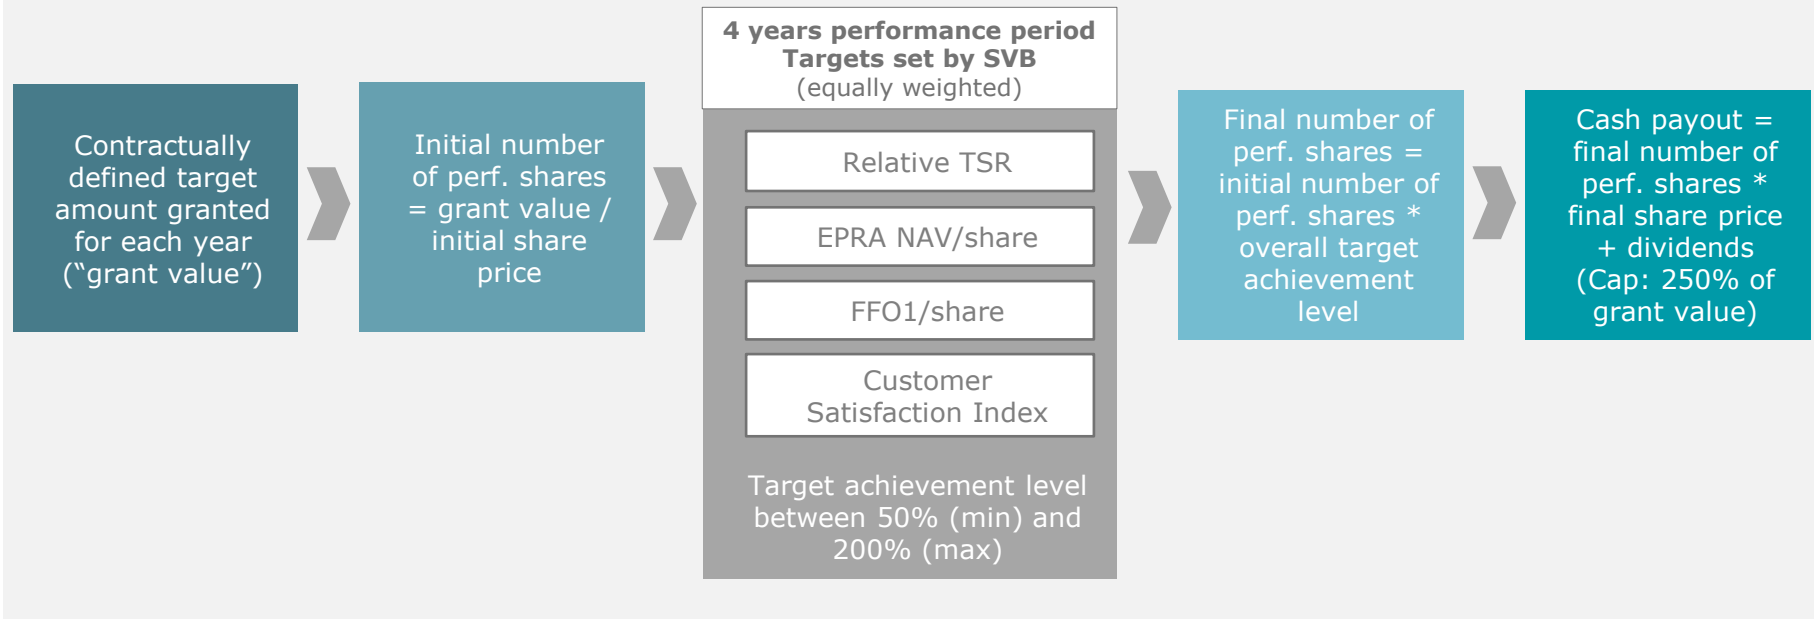 Contractually
defined target
amount granted
for each year
(“grant value”)
Initial number
of perf. shares
= grant value /
initial share
price
4 years performance period
Targets set by SVB
(equally weighted)
Relative TSR
EPRA NAV/share
FFO1/share
Customer
Satisfaction Index
Target achievement level
between 50% (min) and
200% (max)
Final number of
perf. shares =
initial number of
perf. shares *
overall target
achievement
level
Cash payout =
final number of
perf. shares *
final share price
+ dividends
(Cap: 250% of
grant value)